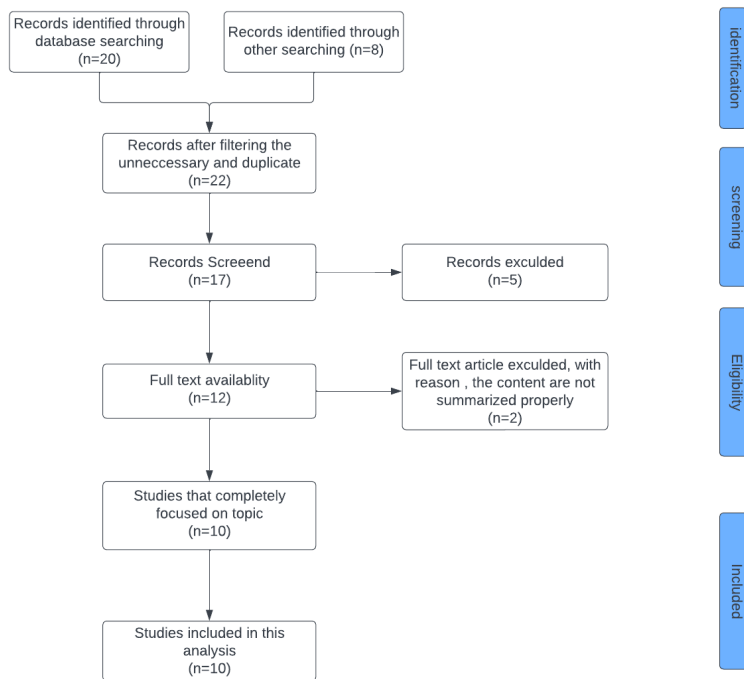 Records identified through
database searching
(n=20)
Records identified through
other searching (n=8)
identification
Records after filtering the
unneccessary and duplicate
(n=22)
screening
Records Screeend
(n=17)
Records exculded
(n=5)
Eligibility
Full text availablity
(n=12)
Full text article exculded, with
reason , the content are not
summarized properly
(n=2)
Studies that completely
focused on topic
(n=10)
Included
Studies included in this
analysis
(n=10)